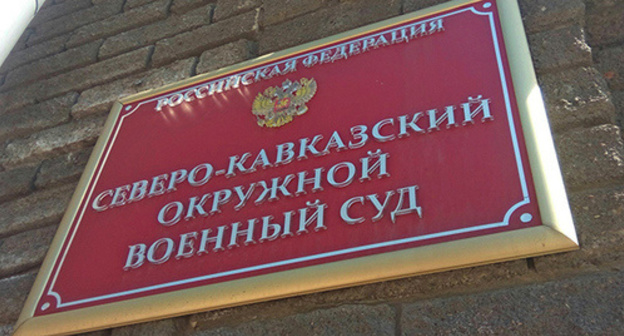 РОССИЙСКАЯ ФЕДЕРАЦИЯ
СЕВЕРО-КАВКАЗСКИЙ
ОКРУЖНОЙ
ВОЕННЫЙ СУД